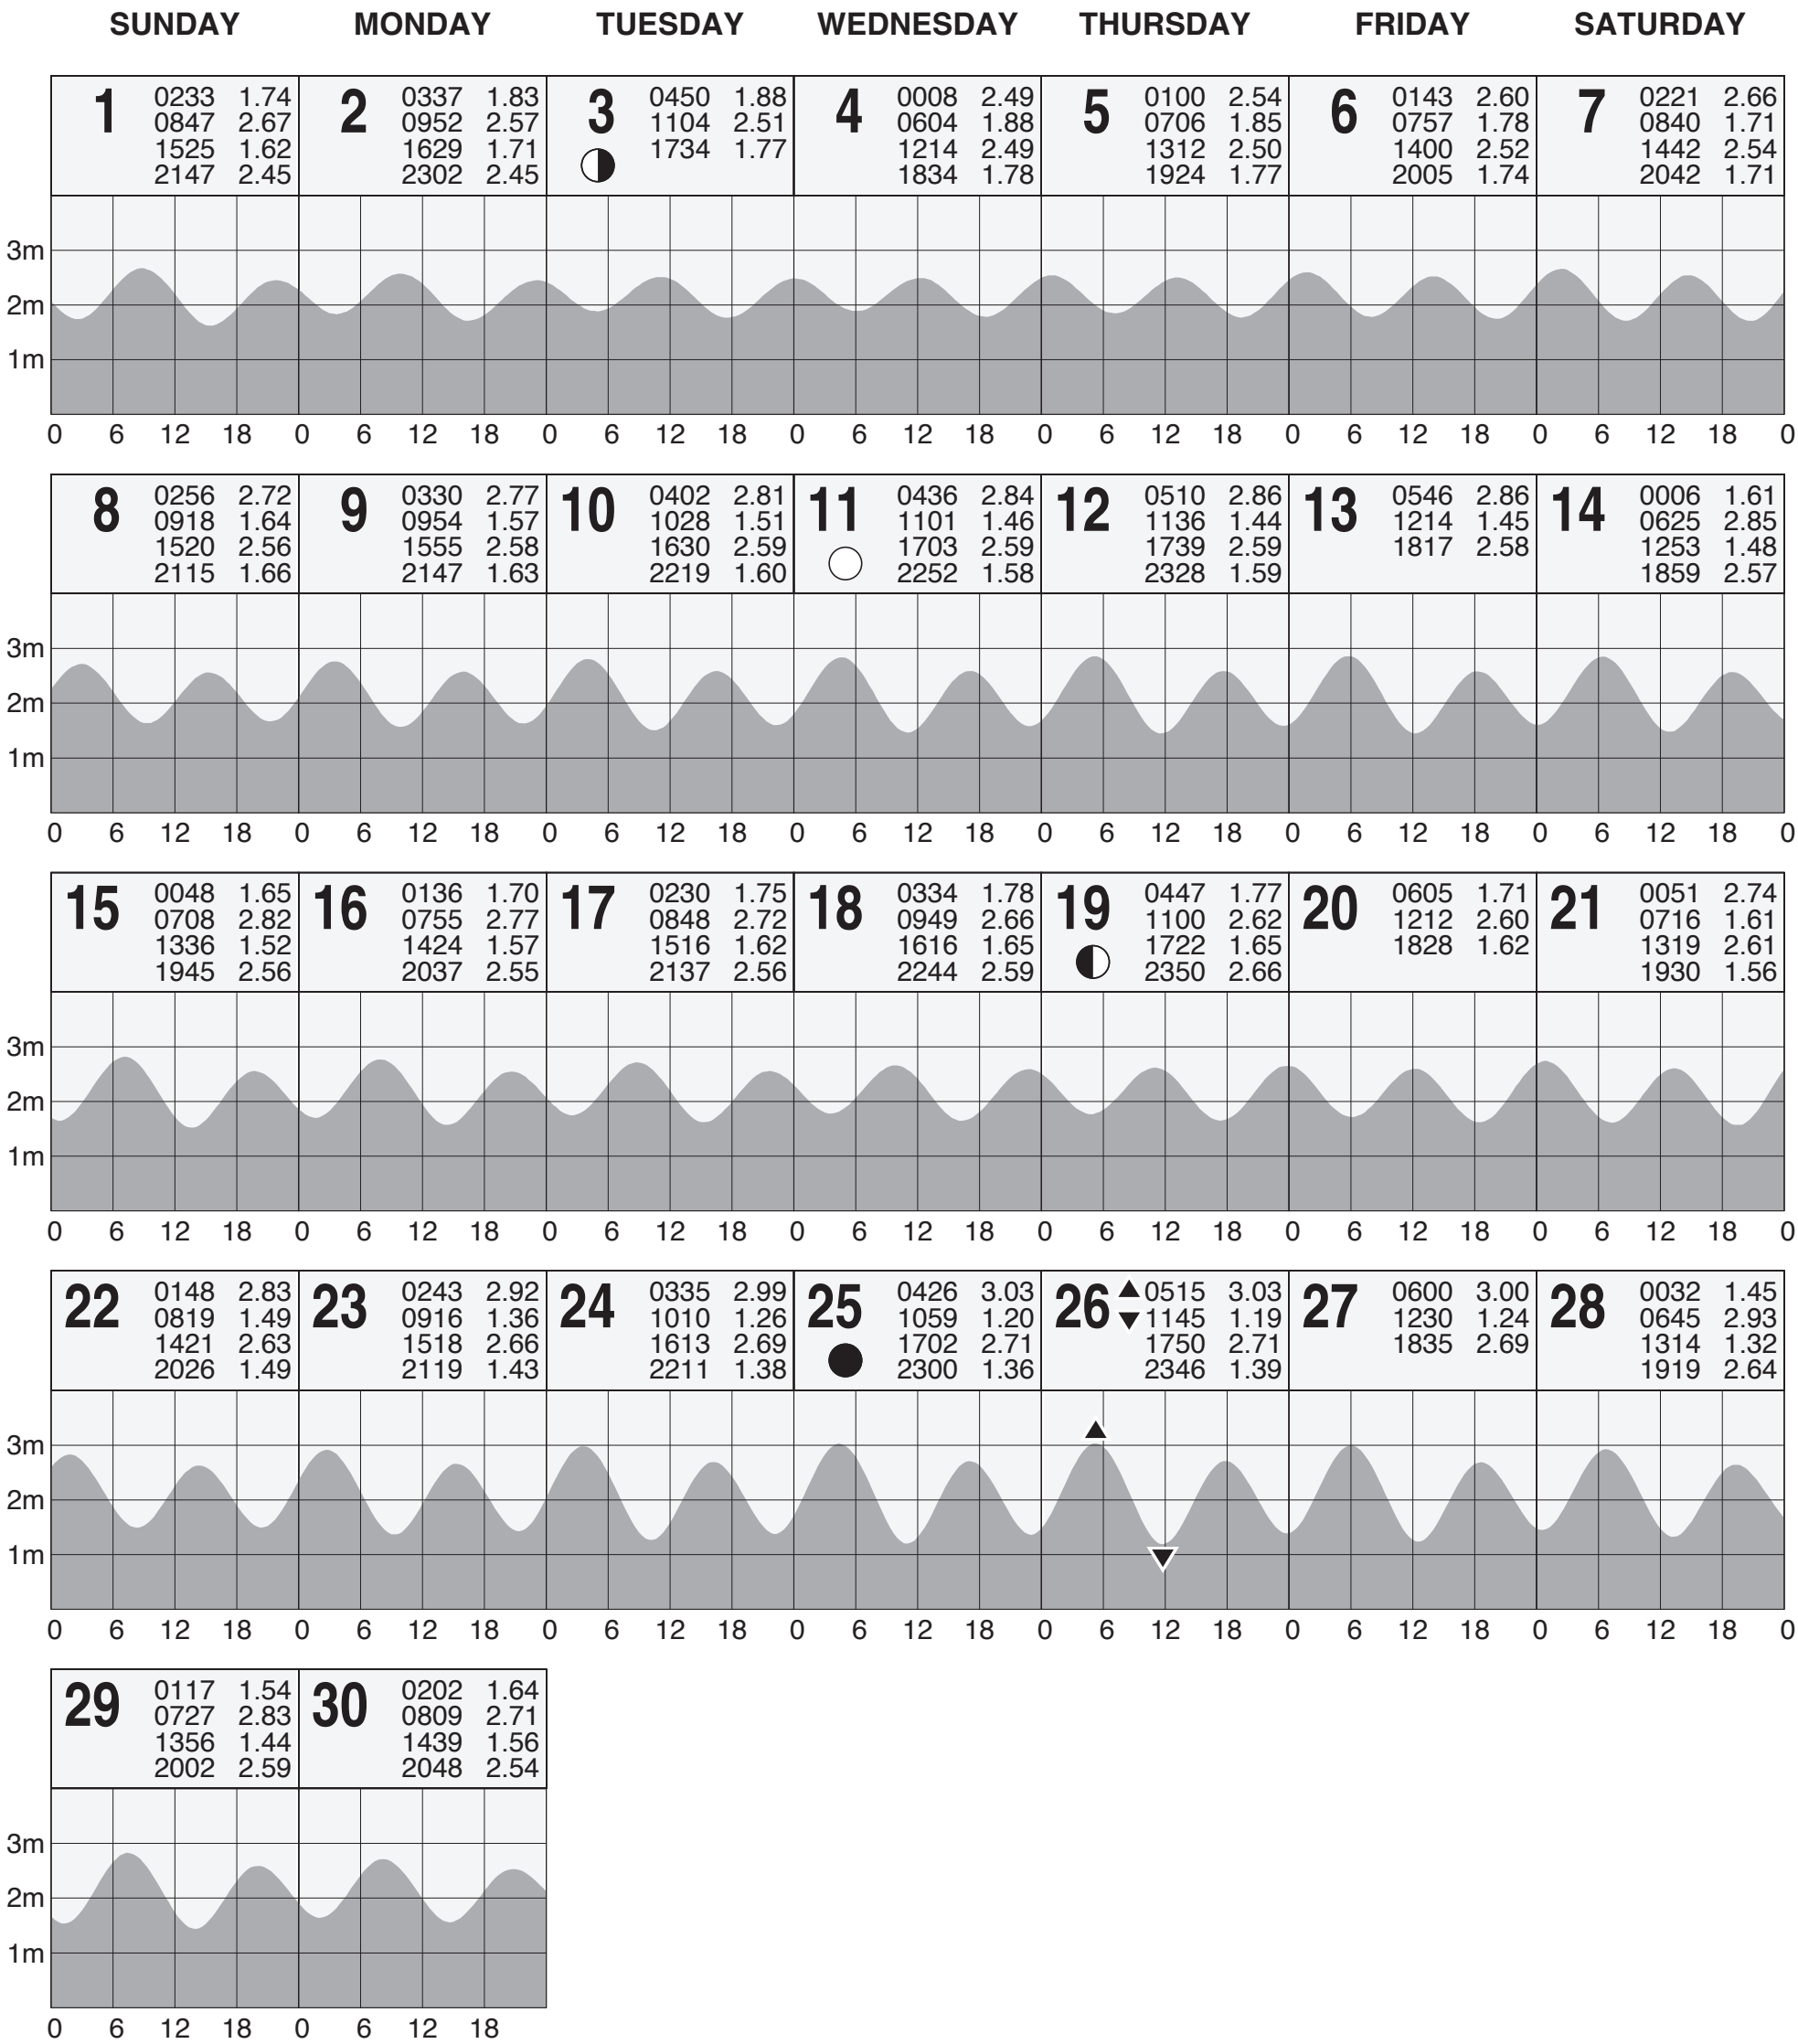 SUNDAY MONDAY TUESDAY WEDNESDAY THURSDAY FRIDAY SATURDAY
1 0233 1.74
0847 2.67
1525 1.62
2147 2.45
2 0337 1.83
0952 2.57
1629 1.71
2302 2.45
3 0450 1.88
1104 2.51
1734 1.77
4 0008 2.49
0604 1.88
1214 2.49
1834 1.78
5 0100 2.54
0706 1.85
1312 2.50
1924 1.77
6 0143 2.60
0757 1.78
1400 2.52
2005 1.74
7 0221 2.66
0840 1.71
1442 2.54
2042 1.71
3m
2m
1m
0 6 12 18 0 6 12 18 0 6 12 18 0 6 12 18 0 6 12 18 0 6 12 18 0 6 12 18 0
8 0256 2.72
0918 1.64
1520 2.56
2115 1.66
9 0330 2.77
0954 1.57
1555 2.58
2147 1.63
10 0402 2.81
1028 1.51
1630 2.59
2219 1.60
11 0436 2.84
1101 1.46
1703 2.59
2252 1.58
12 0510 2.86
1136 1.44
1739 2.59
2328 1.59
13 0546 2.86
1214 1.45
1817 2.58
14 0006 1.61
0625 2.85
1253 1.48
1859 2.57
3m
2m
1m
0 6 12 18 0 6 12 18 0 6 12 18 0 6 12 18 0 6 12 18 0 6 12 18 0 6 12 18 0
15 0048 1.65
0708 2.82
1336 1.52
1945 2.56
16 0136 1.70
0755 2.77
1424 1.57
2037 2.55
17 0230 1.75
0848 2.72
1516 1.62
2137 2.56
18 0334 1.78
0949 2.66
1616 1.65
2244 2.59
19 0447 1.77
1100 2.62
1722 1.65
2350 2.66
20 0605 1.71
1212 2.60
1828 1.62
21 0051 2.74
0716 1.61
1319 2.61
1930 1.56
3m
2m
1m
0 6 12 18 0 6 12 18 0 6 12 18 0 6 12 18 0 6 12 18 0 6 12 18 0 6 12 18 0
22 0148 2.83
0819 1.49
1421 2.63
2026 1.49
23 0243 2.92
0916 1.36
1518 2.66
2119 1.43
24 0335 2.99
1010 1.26
1613 2.69
2211 1.38
25 0426 3.03
1059 1.20
1702 2.71
2300 1.36
26 0515 3.03
1145 1.19
1750 2.71
2346 1.39
27 0600 3.00
1230 1.24
1835 2.69
28 0032 1.45
0645 2.93
1314 1.32
1919 2.64
3m
2m
1m
0 6 12 18 0 6 12 18 0 6 12 18 0 6 12 18 0 6 12 18 0 6 12 18 0 6 12 18 0
29 0117 1.54
0727 2.83
1356 1.44
2002 2.59
30 0202 1.64
0809 2.71
1439 1.56
2048 2.54
3m
2m
1m
0 6 12 18 0 6 12 18